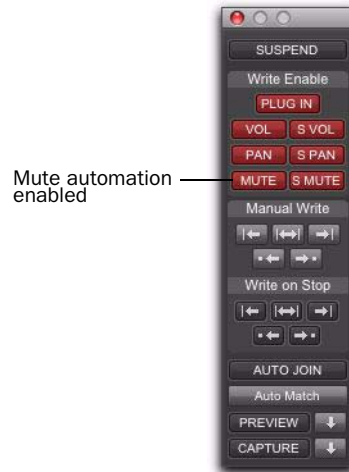 SUSPEND
Write Enable
PLUG IN
VOL S VOL
PAN S PAN
Mute automation
enabled
MUTE S MUTE
Manual Write
Write on Stop
AUTO JOIN
Auto Match
PREVIEW
CAPTURE